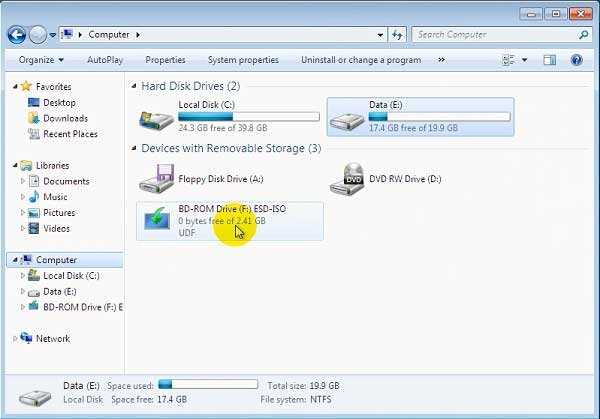 Computer
Search Computer
Organize AutoPlay Properties System properties Uninstall or change a program »
Favorites
Desktop
Downloads
Recent Places
Libraries
Documents
Music
Pictures
Videos
Computer
Local Disk (C:)
Data (E:)
BD-ROM Drive (F:) E
Network
Hard Disk Drives (2)
Local Disk (C:)
24.3 GB free of 39.8 GB
Data (E:)
17.4 GB free of 19.9 GB
Devices with Removable Storage (3)
Floppy Disk Drive (A:)
DVD
DVD RW Drive (D:)
BD-ROM Drive (F:) ESD-ISO
0 bytes free of 2.41 GB
UDF
Data (E:) Space used: Total size: 19.9 GB
Local Disk Space free: 17.4 GB File system: NTFS